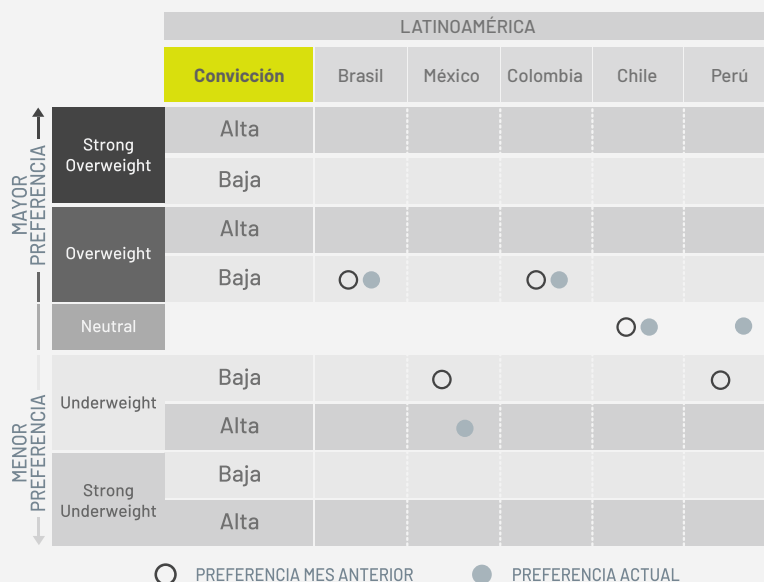 LATINOAMÉRICA
Convicción
Brasil
México
Colombia
Chile
Perú
MAYOR
PREFERENCIA
Strong
Overweight
Alta
Baja
Overweight
Alta
Baja
Neutral
MENOR
PREFERENCIA
Underweight
Baja
Alta
Strong
Underweight
Baja
Alta
PREFERENCIA MES ANTERIOR
PREFERENCIA ACTUAL